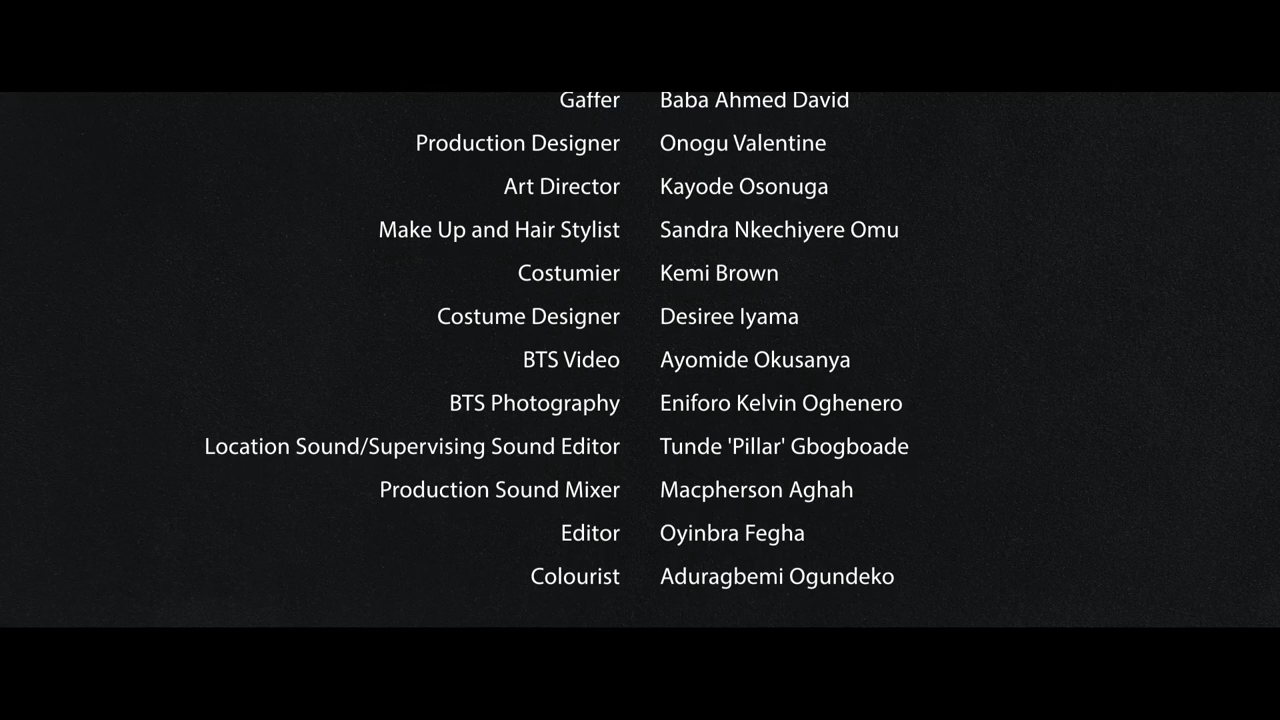 Gaffer Baba Ahmed David
Production Designer Onogu Valentine
Art Director Kayode Osonuga
Make Up and Hair Stylist Sandra Nkechiyere Omu
Costumier Kemi Brown
Costume Designer Desiree Iyama
BTS Video Ayomide Okusanya
BTS Photography Eniforo Kelvin Oghenero
Location Sound/Supervising Sound Editor Tunde 'Pillar' Gbogboade
Production Sound Mixer Macpherson Aghah
Editor Oyinbra Fegha
Colourist Aduragbemi Ogundeko